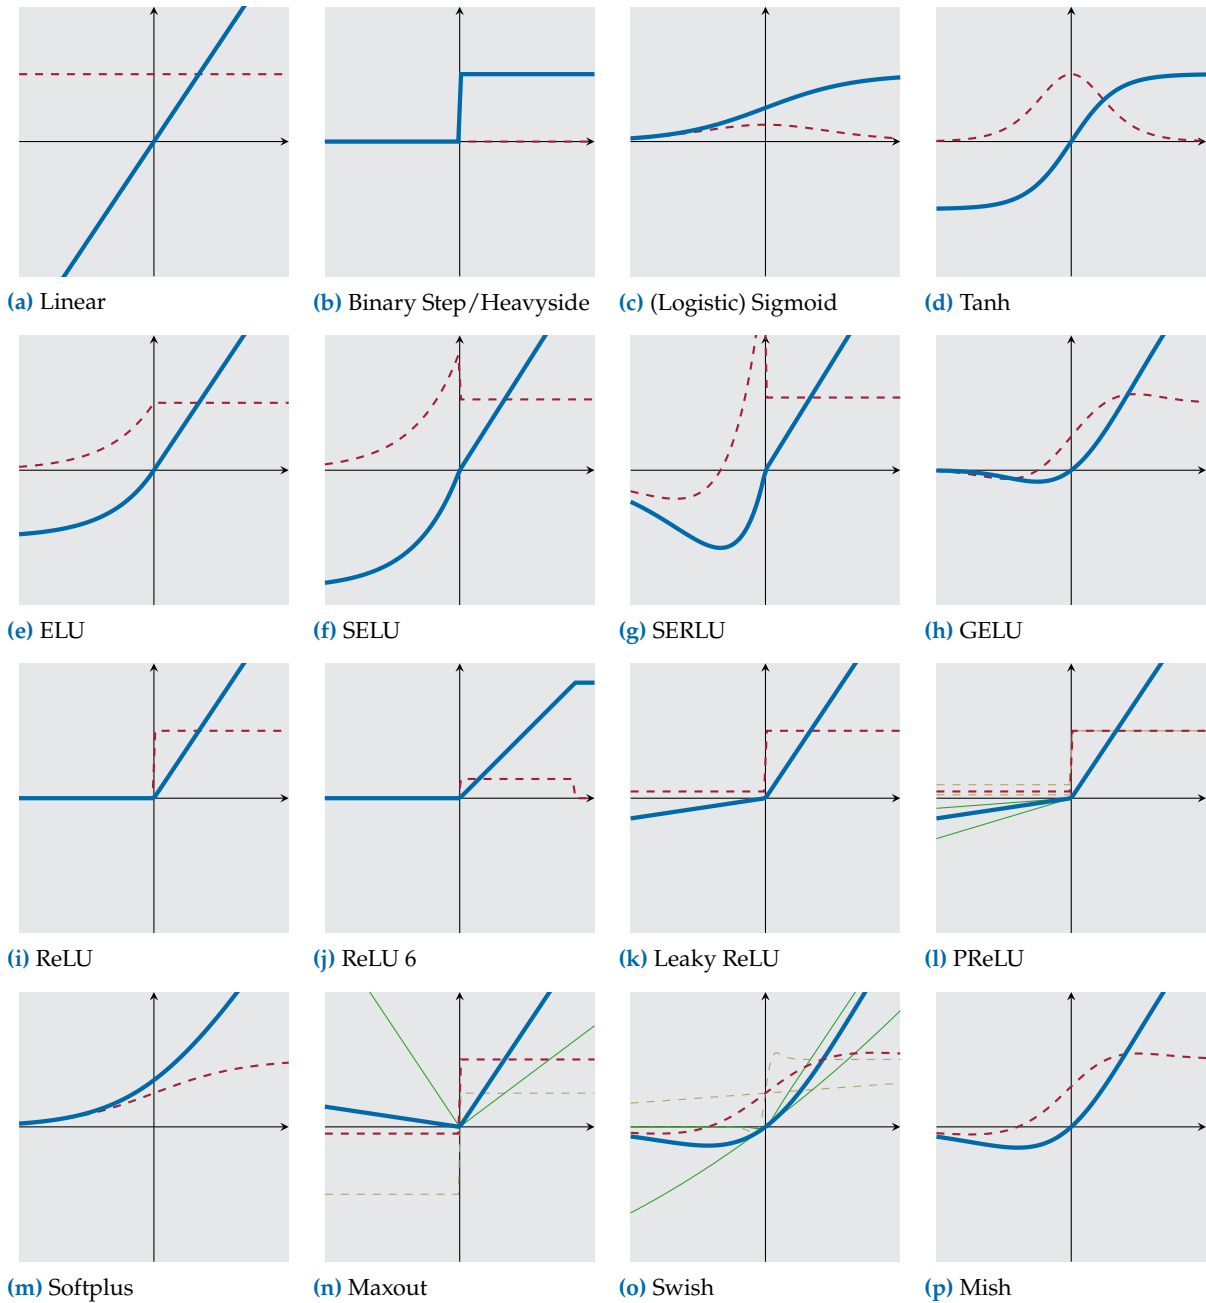 (a) Linear
(b) Binary Step/Heavyside
(c) (Logistic) Sigmoid
(d) Tanh
(e) ELU
(f) SELU
(g) SERLU
(h) GELU
(i) ReLU
(j) ReLU 6
(k) Leaky ReLU
(l) PReLU
(m) Softplus
(n) Maxout
(o) Swish
(p) Mish